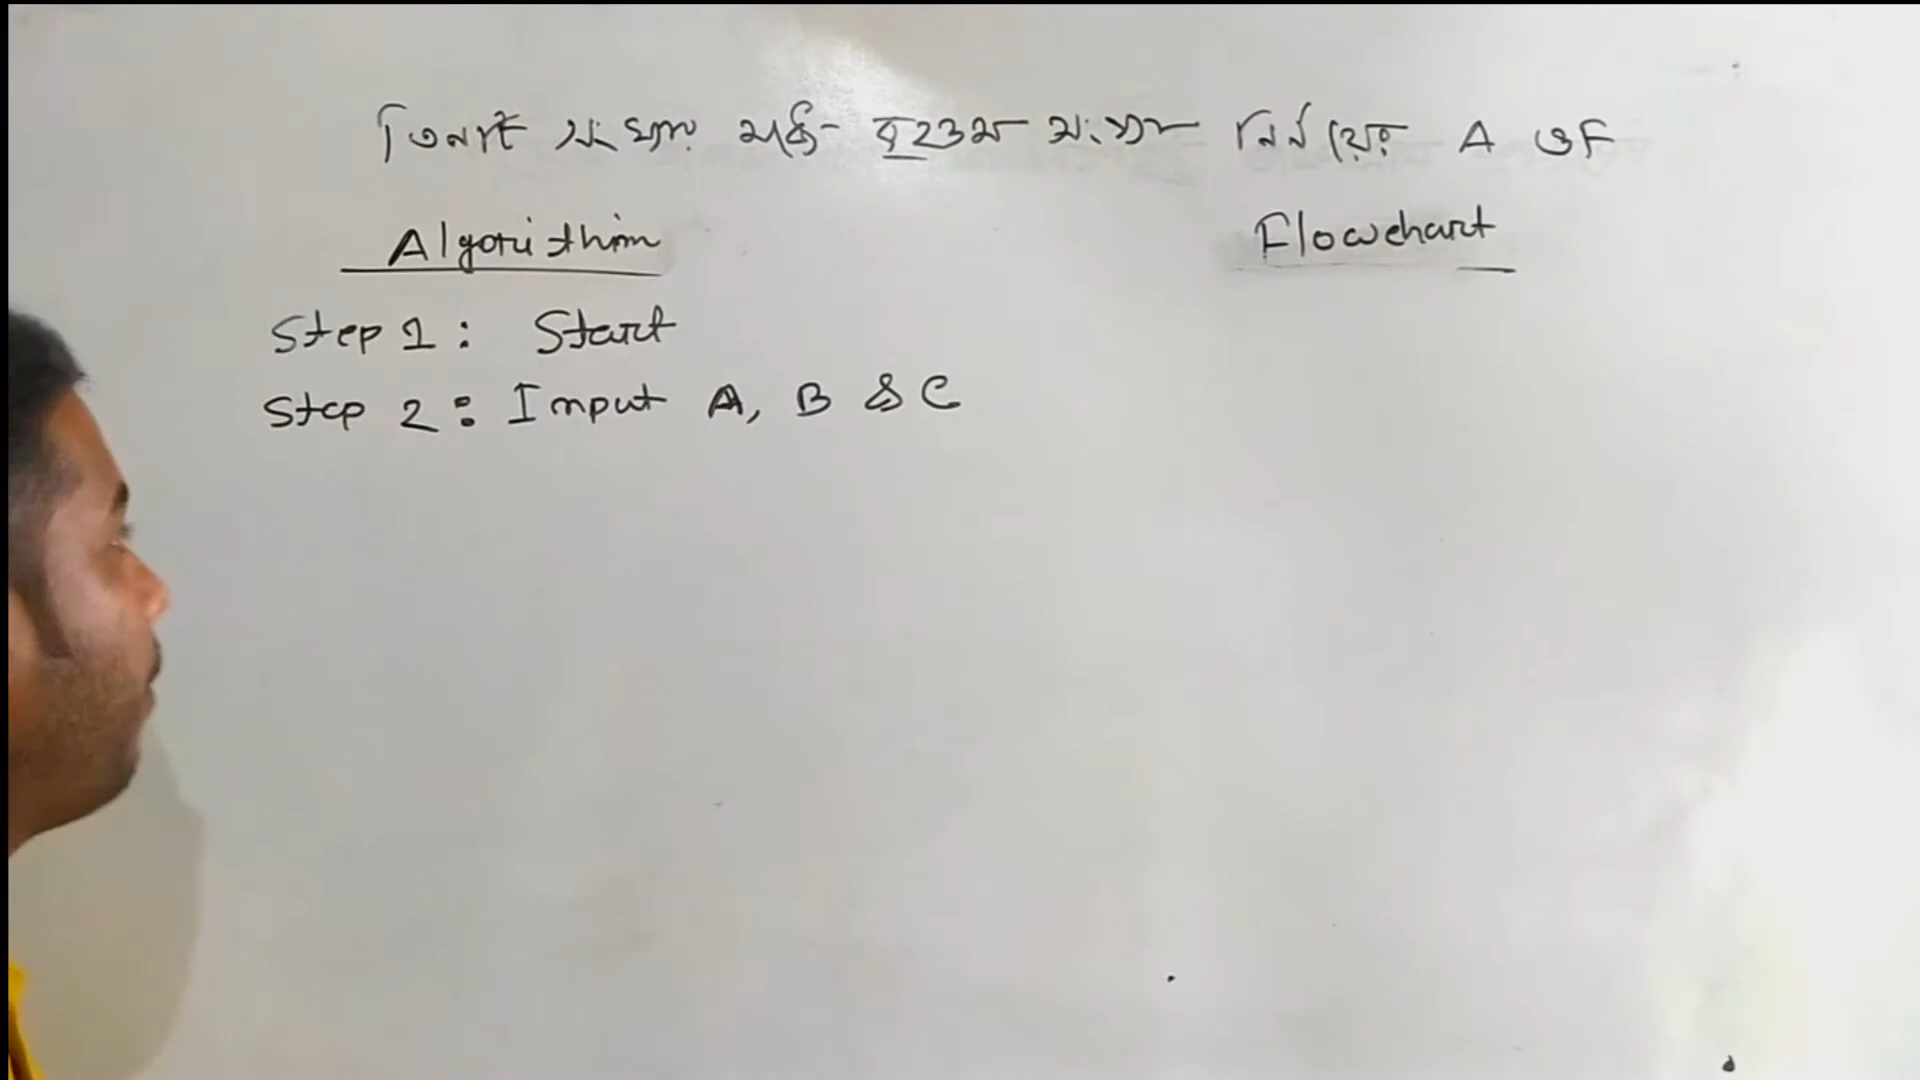 তিনটি সংখ্যার মধ্যে বৃহত্তম সংখ্যা নির্ণয়ের A ও F
Algorithm
Flowchart
Step 1: Start
Step 2: Input A, B & C